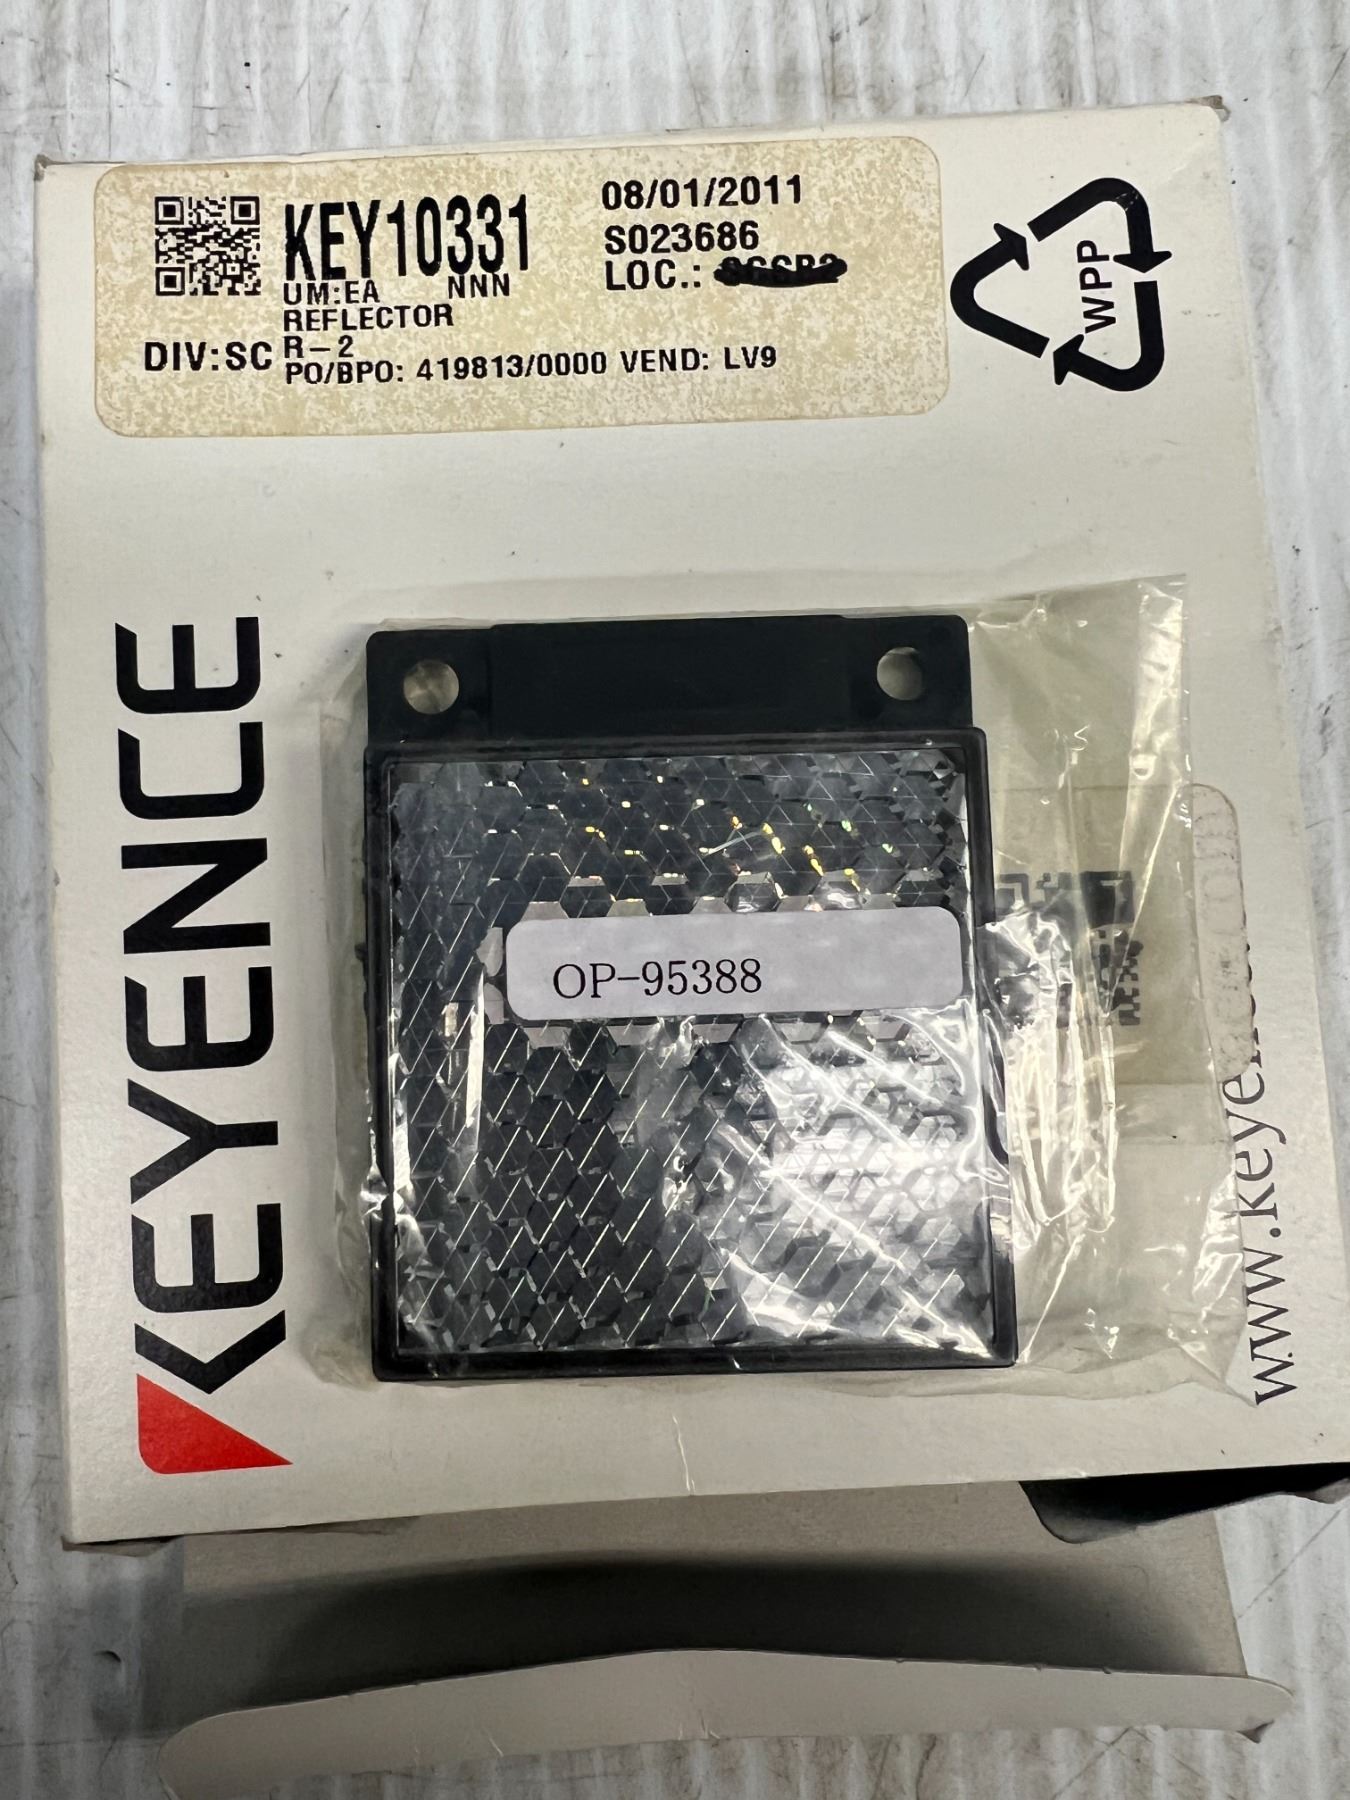 KEY10331
08/01/2011
S023686
UM:EA NNN
LOC.:
REFLECTOR
R-2
DIV:SC
PO/BPO: 419813/0000 VEND: LV9
WPP
KEYENCE
OP-95388
www.keyen